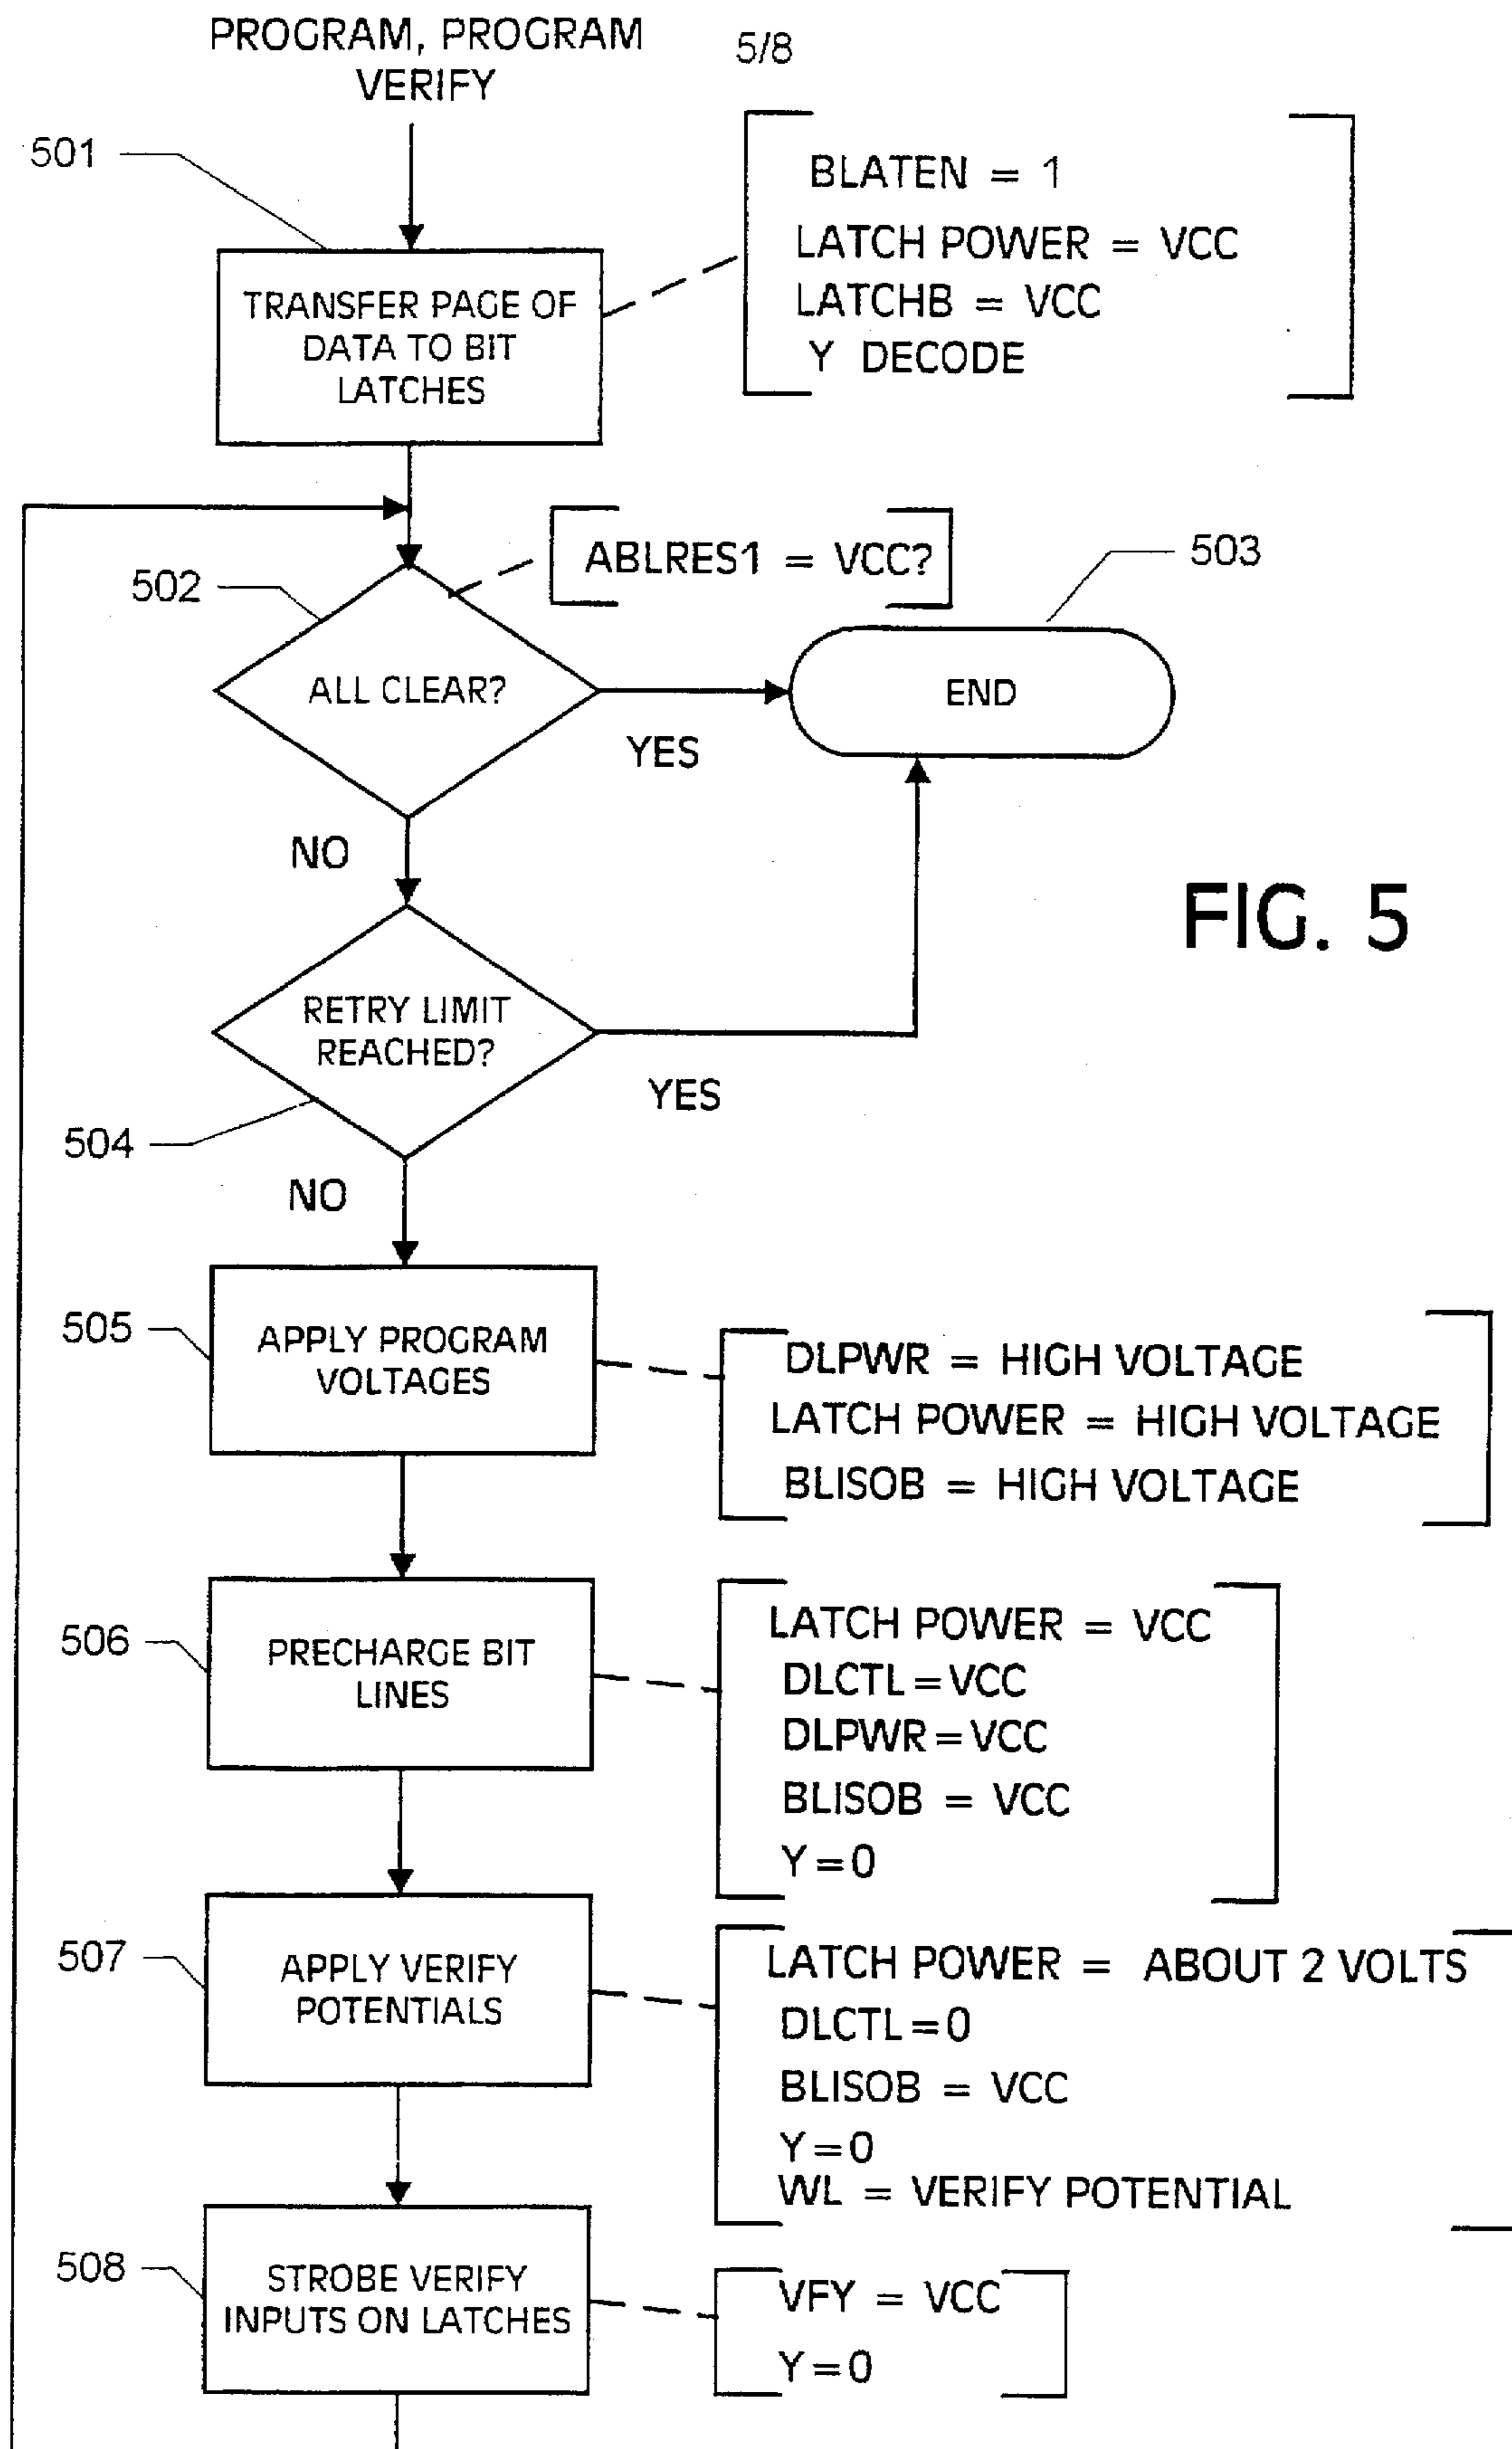 PROGRAM, PROGRAM
VERIFY
5/8
501
TRANSFER PAGE OF
DATA TO BIT
LATCHES
BLATEN = 1
LATCH POWER = VCC
LATCHB = VCC
Y DECODE
502
ABLRES1 = VCC?
503
ALL CLEAR?
YES
END
NO
FIG. 5
RETRY LIMIT
REACHED?
YES
504
NO
505
APPLY PROGRAM
VOLTAGES
DLPWR = HIGH VOLTAGE
LATCH POWER = HIGH VOLTAGE
BLISOB = HIGH VOLTAGE
506
PRECHARGE BIT
LINES
LATCH POWER = VCC
DLCTL=VCC
DLPWR=VCC
BLISOB = VCC
Y=0
507
APPLY VERIFY
POTENTIALS
LATCH POWER = ABOUT 2 VOLTS
DLCTL=0
BLISOB = VCC
Y=0
WL = VERIFY POTENTIAL
508
STROBE VERIFY
INPUTS ON LATCHES
VFY = VCC
Y=0